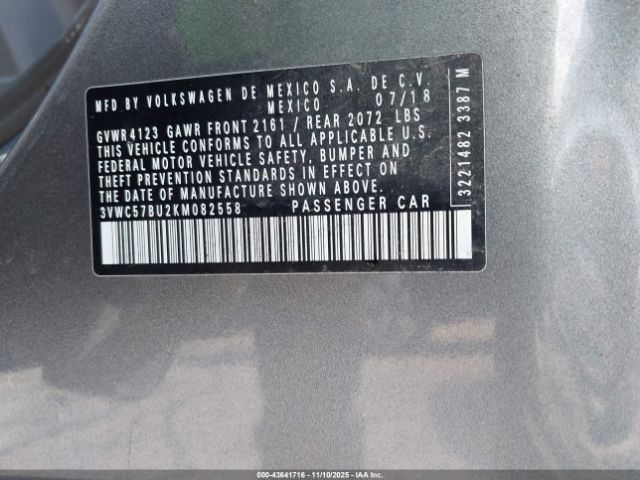 MFD BY VOLKSWAGEN DE MEXICO S.A. DE C.V.
MEXICO 07/18
GVWR4123 GAWR FRONT 2161 / REAR 2072 LBS
THIS VEHICLE CONFORMS TO ALL APPLICABLE U.S.
FEDERAL MOTOR VEHICLE SAFETY, BUMPER AND
THEFT PREVENTION STANDARDS IN EFFECT ON
THE DATE OF MANUFACTURE SHOWN ABOVE.
3VWC57BU2KM082558 PASSENGER CAR
3221482 3387 M
000-43641716 - 11/10/2025 - IAAI.COM